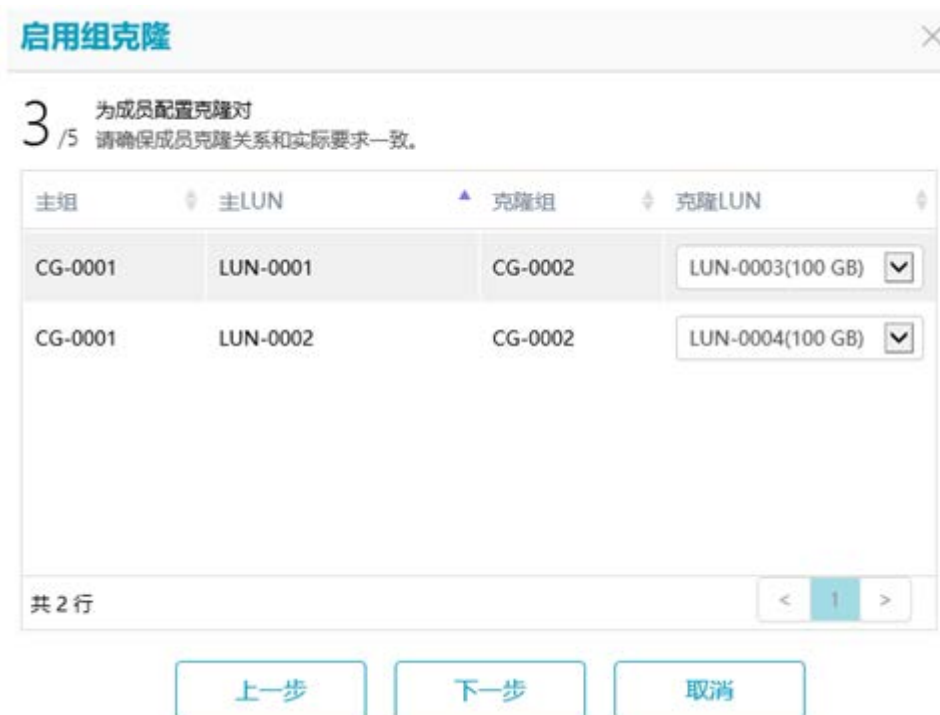 启用组克隆
3/5 为成员配置克隆对
请确保成员克隆关系和实际要求一致。
主组 主LUN 克隆组 克隆LUN
CG-0001 LUN-0001 CG-0002 LUN-0003(100 GB)
CG-0001 LUN-0002 CG-0002 LUN-0004(100 GB)
共 2 行 < 1 >
上一步 下一步 取消